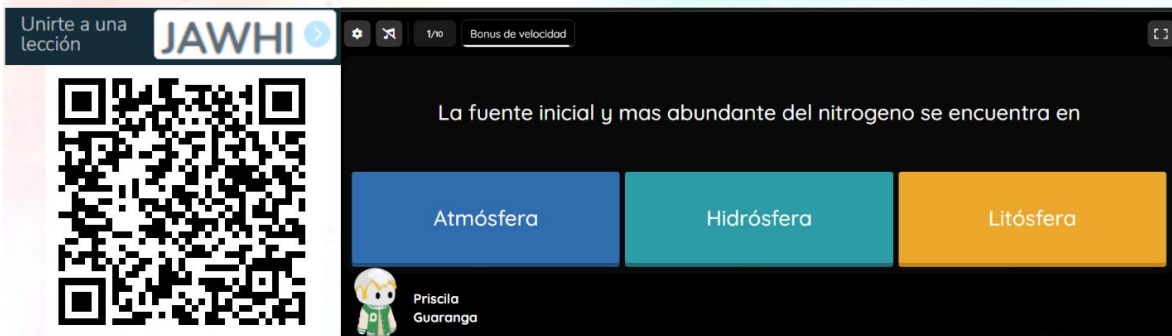 Unirte a una
lección
JAWHI
1/10
Bonus de velocidad
La fuente inicial y mas abundante del nitrogeno se encuentra en
Atmósfera
Hidrósfera
Litósfera
Priscila
Guaranga